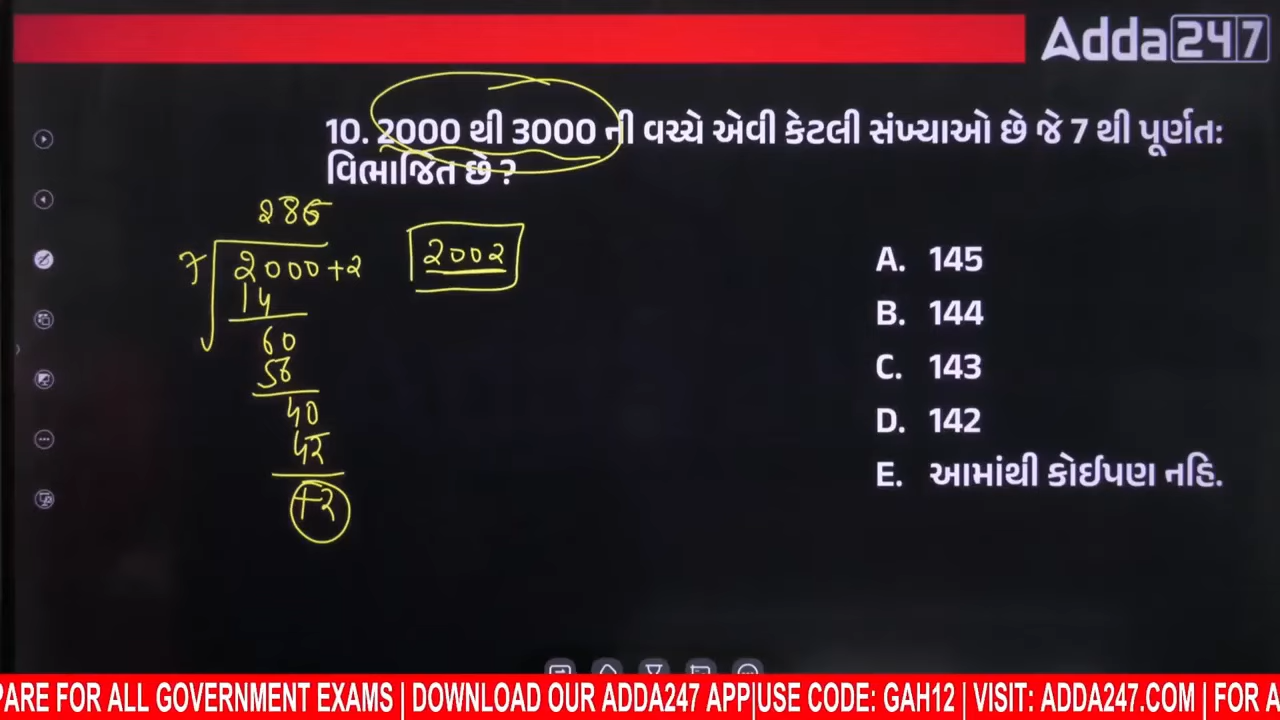 Adda247
10. 2000 થી 3000 ની વચ્ચે એવી કેટલી સંખ્યાઓ છે જે 7 થી પૂર્ણત:
વિભાજિત છે ?
286
7 2000+2
2002
14
60
56
40
42
+2
A. 145
B. 144
C. 143
D. 142
E. આમાંથી કોઈપણ નહિ.
PARE FOR ALL GOVERNMENT EXAMS | DOWNLOAD OUR ADDA247 APP|USE CODE: GAH12 | VISIT: ADDA247.COM | FOR A